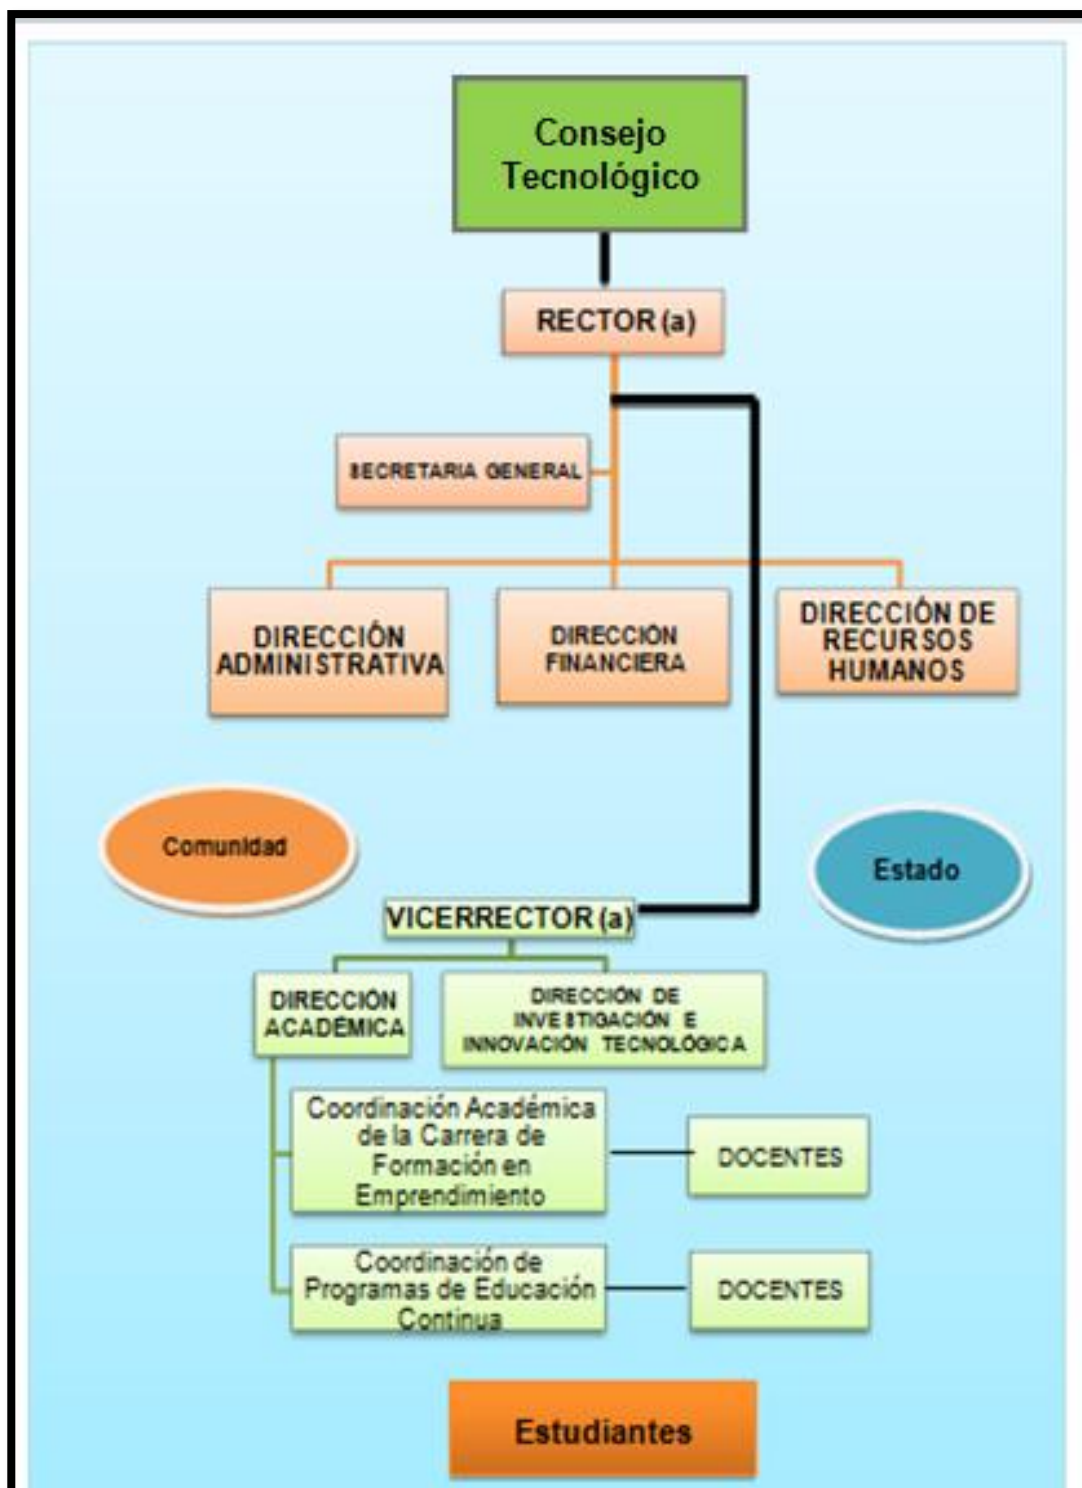 Consejo
Tecnológico
RECTOR (a)
SECRETARIA GENERAL
DIRECCIÓN
ADMINISTRATIVA
DIRECCIÓN
FINANCIERA
DIRECCIÓN DE
RECURSOS
HUMANOS
Comunidad
Estado
VICERRECTOR (a)
DIRECCIÓN
ACADÉMICA
DIRECCIÓN DE
INVESTIGACIÓN E
INNOVACIÓN TECNOLÓGICA
Coordinación Académica
de la Carrera de
Formación en
Emprendimiento
DOCENTES
Coordinación de
Programas de Educación
Continua
DOCENTES
Estudiantes